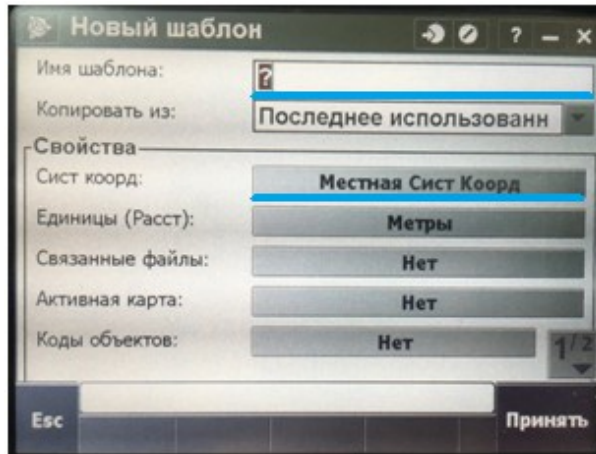 Новый шаблон ? – ×
Имя шаблона: ?
Копировать из: Последнее использованн
Свойства
Сист коорд: Местная Сист Коорд
Единицы (Расст): Метры
Связанные файлы: Нет
Активная карта: Нет
Коды объектов: Нет
1/2
Esc Принять